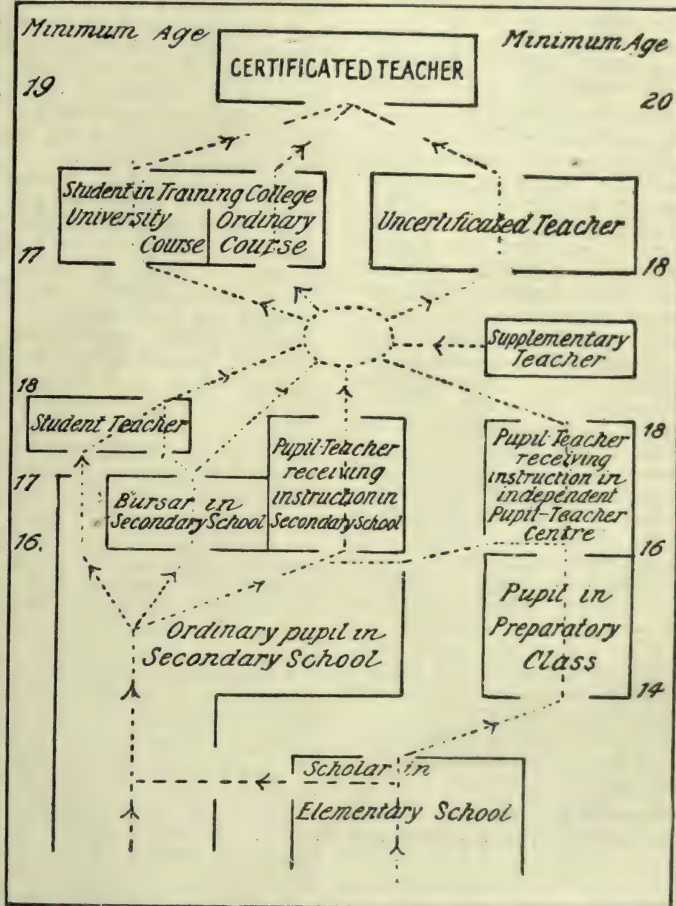 Minimum Age
Minimum Age
CERTIFICATED TEACHER
19
20
Student in Training College
University
Course
Ordinary
Course
Uncertificated Teacher
17
18
Supplementary
Teacher
18
Student Teacher
Pupil-Teacher
receiving
instruction in
Secondary School
Pupil-Teacher
receiving
instruction in
independent
Pupil-Teacher
Centre
18
17
Bursar in
Secondary School
16.
16
Ordinary pupil in
Secondary School
Pupil in
Preparatory
Class
14
Scholar in
Elementary School